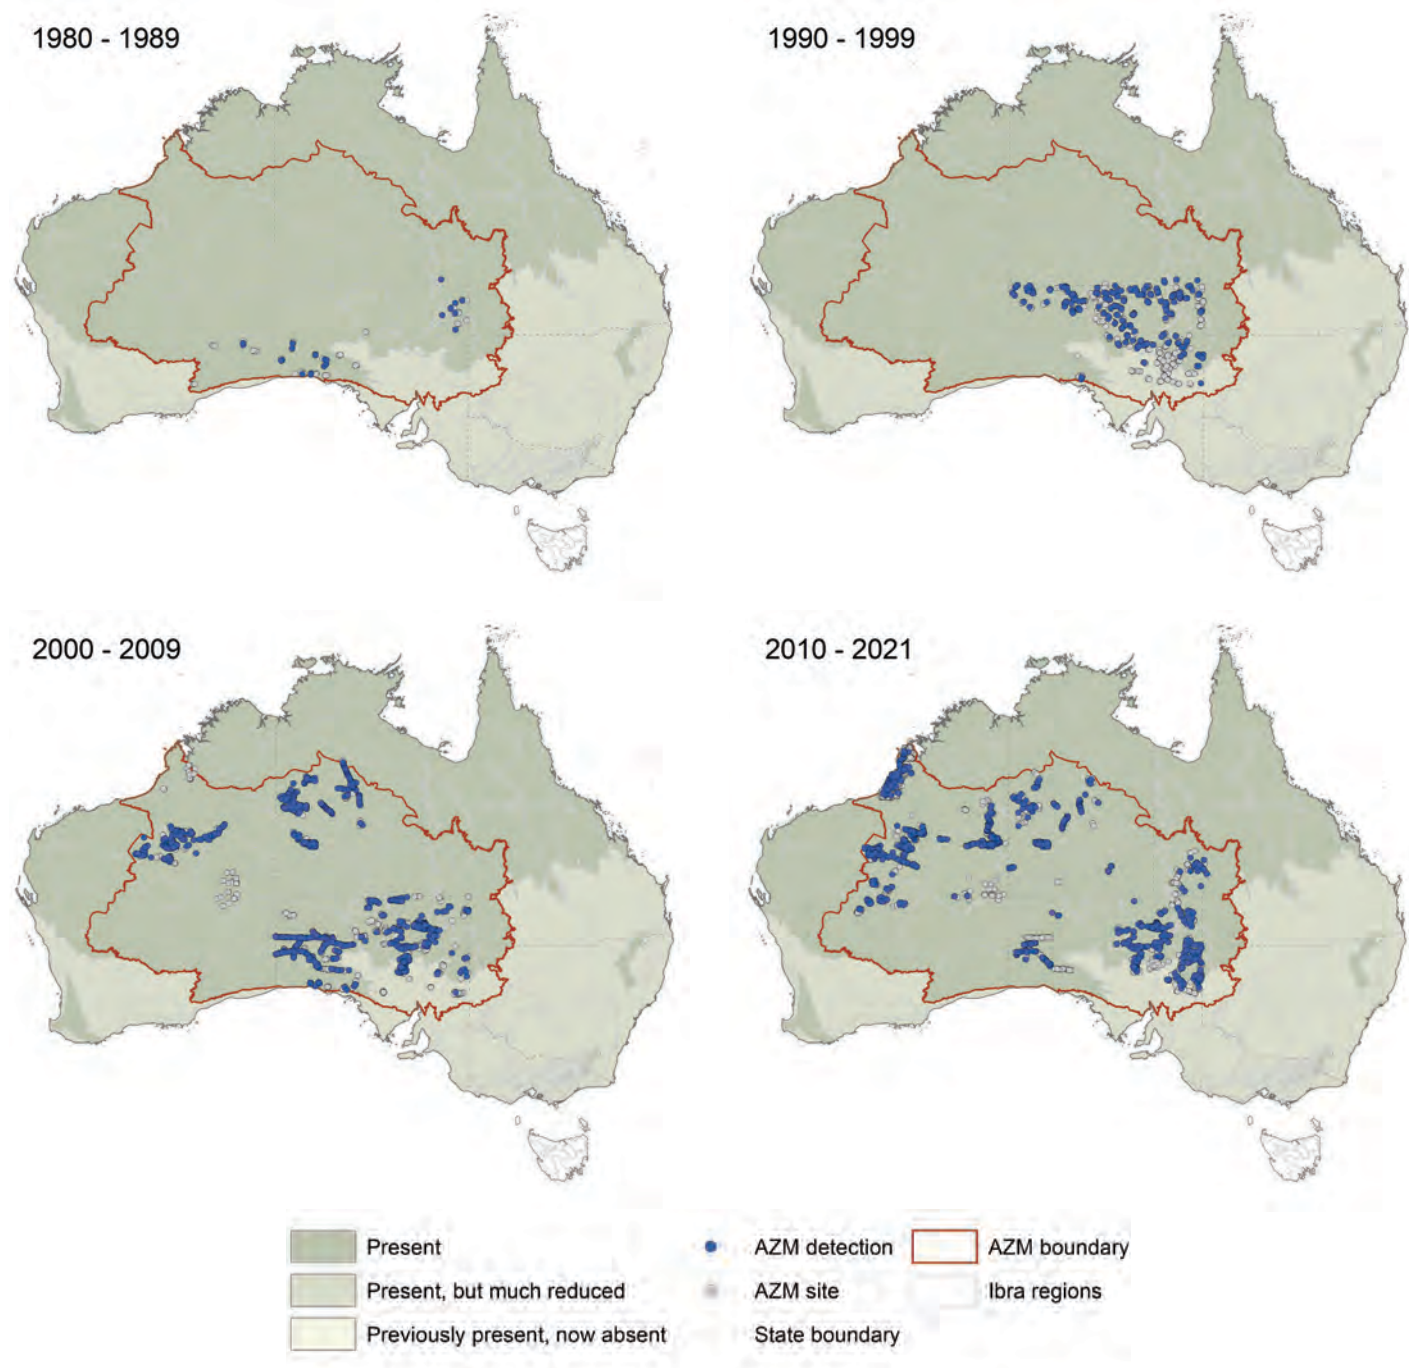 1980 - 1989
1990 - 1999
2000 - 2009
2010 - 2021
Present
AZM detection
AZM boundary
Present, but much reduced
AZM site
Ibra regions
Previously present, now absent
State boundary